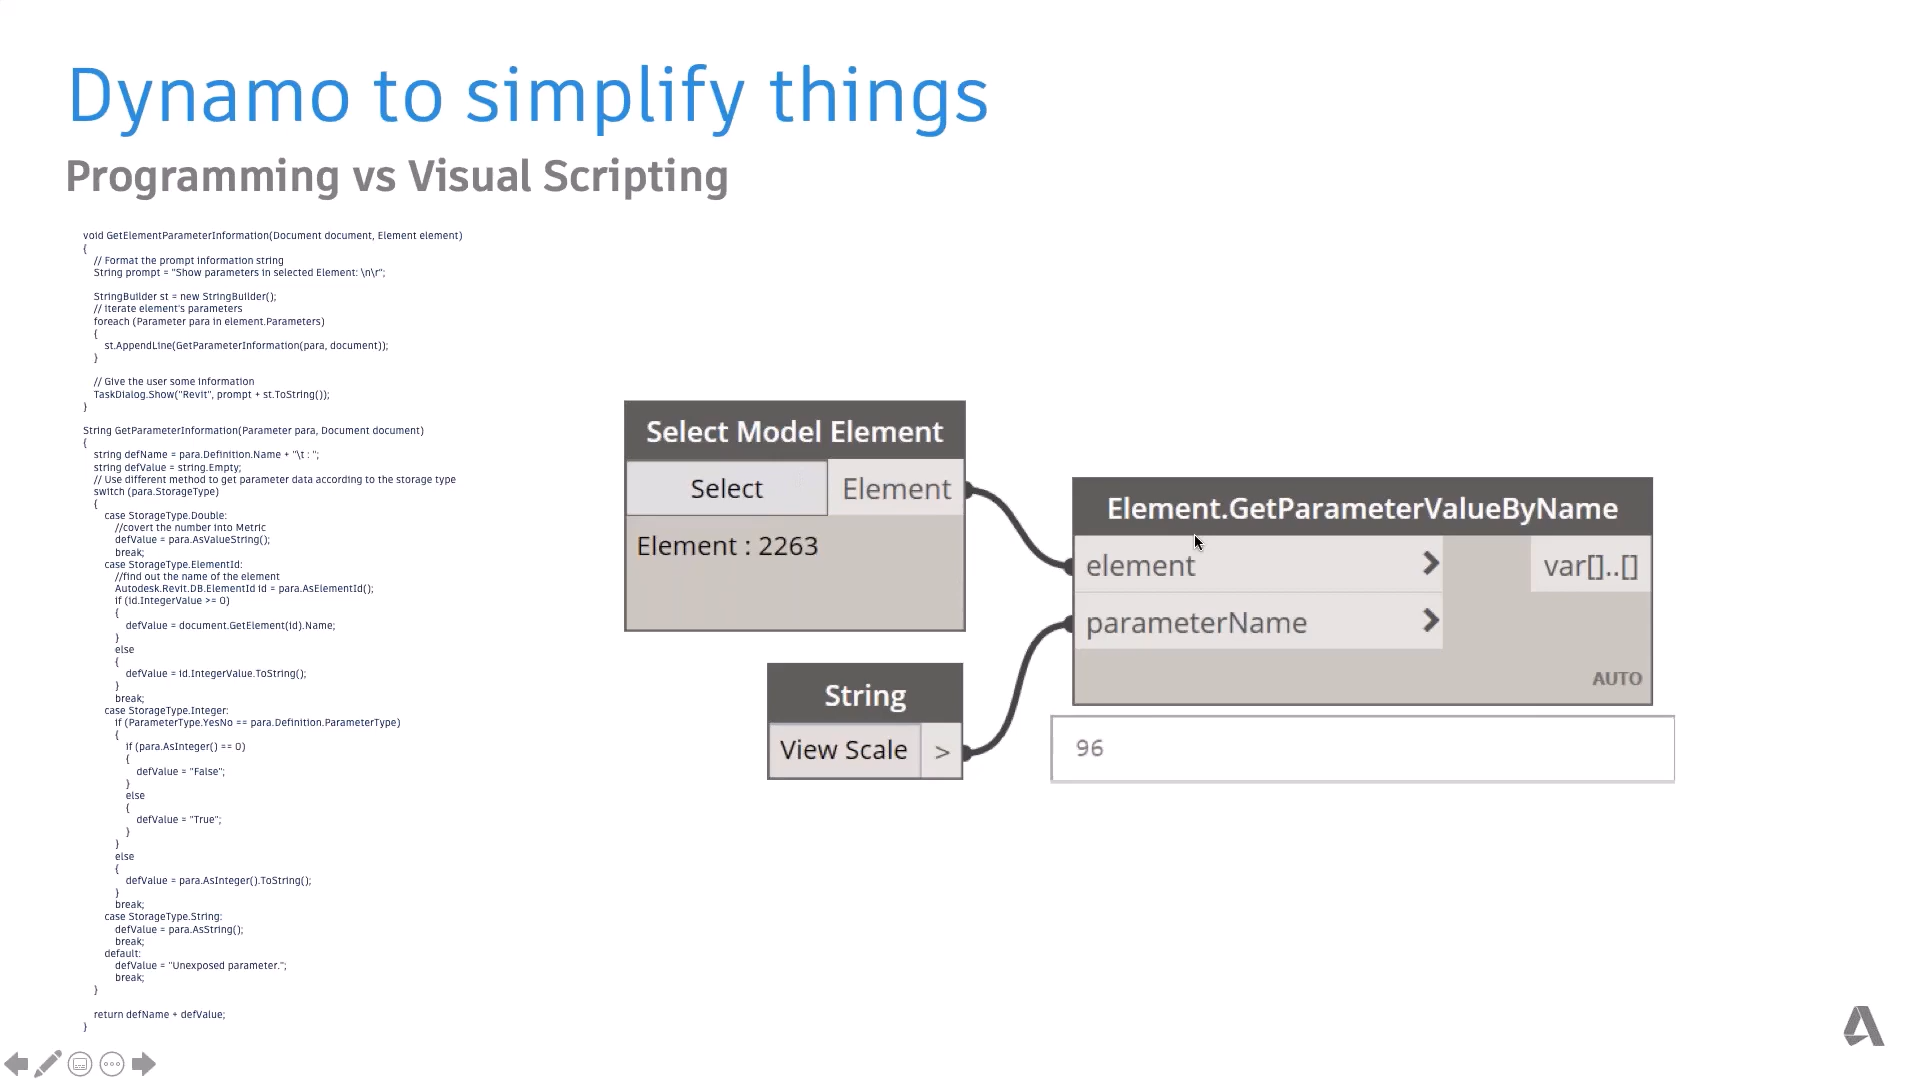 Dynamo to simplify things
Programming vs Visual Scripting
void GetElementParameterInformation(Document document, Element element)
{
// Format the prompt information string
String prompt = "Show parameters in selected Element: \n\r";
StringBuilder st = new StringBuilder();
// iterate element's parameters
foreach (Parameter para in element.Parameters)
{
st.AppendLine(GetParameterInformation(para, document));
}
// Give the user some information
TaskDialog.Show("Revit", prompt + st.ToString());
}
String GetParameterInformation(Parameter para, Document document)
{
string defName = para.Definition.Name + "\t : ";
string defValue = string.Empty;
// Use different method to get parameter data according to the storage type
switch (para.StorageType)
{
case StorageType.Double:
//covert the number into Metric
defValue = para.AsValueString();
break;
case StorageType.ElementId:
//find out the name of the element
Autodesk.Revit.DB.ElementId id = para.AsElementId();
if (id.IntegerValue >= 0)
{
defValue = document.GetElement(id).Name;
}
else
{
defValue = id.IntegerValue.ToString();
}
break;
case StorageType.Integer:
if (ParameterType.YesNo == para.Definition.ParameterType)
{
if (para.AsInteger() == 0)
{
defValue = "False";
}
else
{
defValue = "True";
}
}
else
{
defValue = para.AsInteger().ToString();
}
break;
case StorageType.String:
defValue = para.AsString();
break;
default:
defValue = "Unexposed parameter.";
break;
}
return defName + defValue;
}
Select Model Element
Select Element
Element : 2263
String
View Scale >
Element.GetParameterValueByName
element var[]..[]
parameterName
AUTO
96